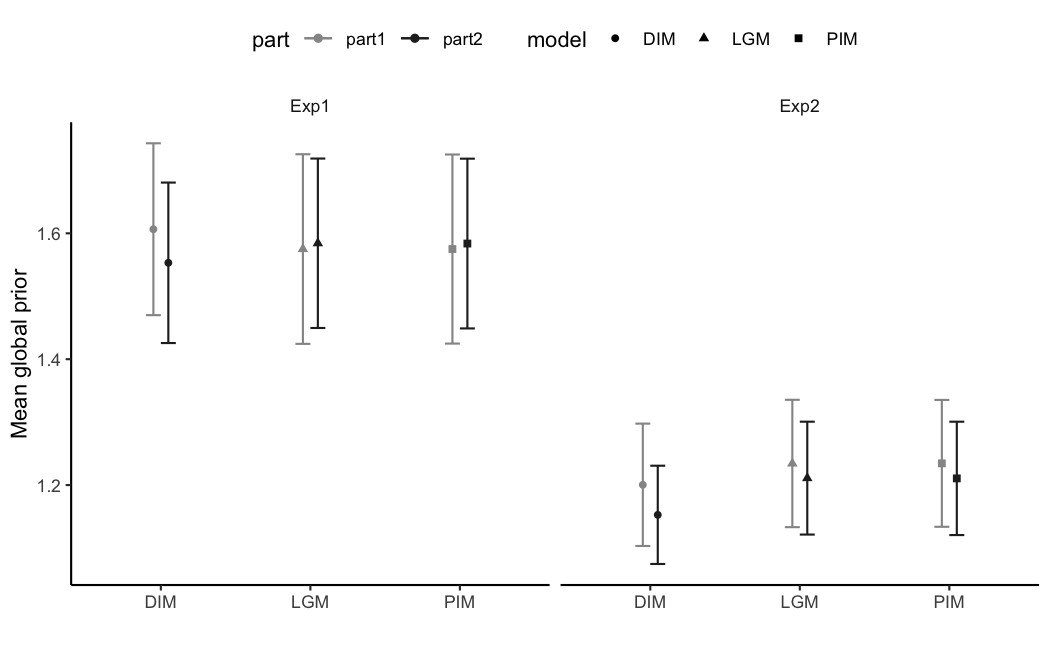 part part1 part2 model DIM LGM PIM
Exp1 Exp2
Mean global prior
1.6
1.4
1.2
DIM LGM PIM DIM LGM PIM